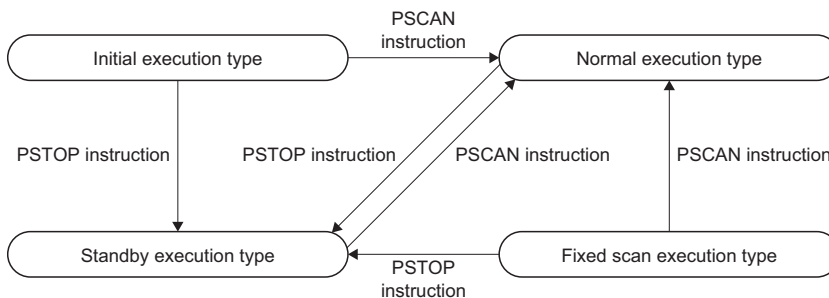 PSCAN
instruction
Initial execution type
Normal execution type
PSTOP instruction
PSTOP instruction
PSCAN instruction
PSCAN instruction
Standby execution type
Fixed scan execution type
PSTOP
instruction